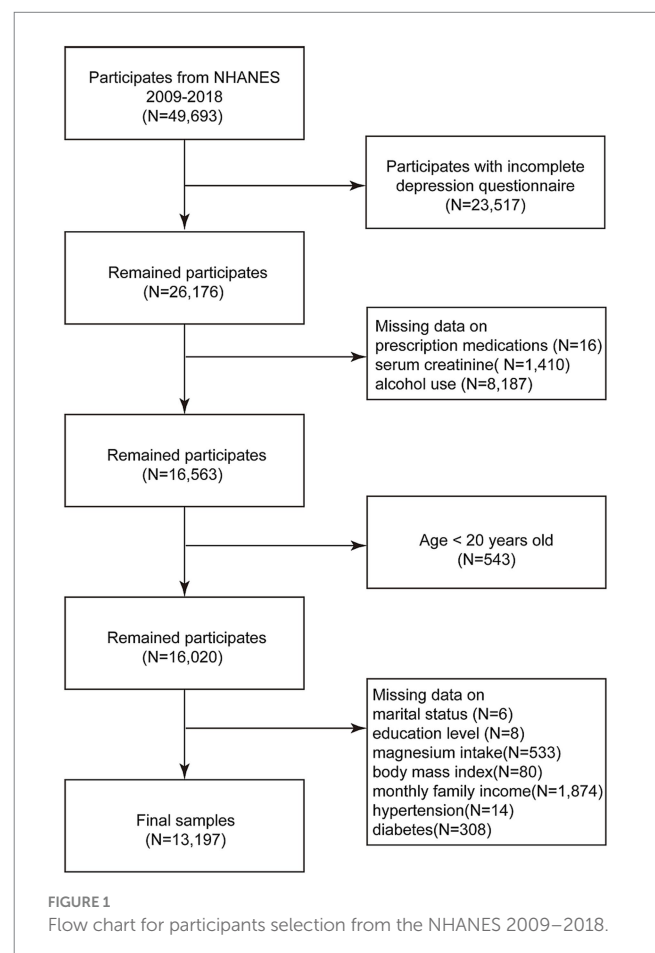 Participates from NHANES
2009-2018
(N=49,693)
Participates with incomplete
depression questionnaire
(N=23,517)
Remained participates
(N=26,176)
Missing data on
prescription medications (N=16)
serum creatinine( N=1,410)
alcohol use (N=8,187)
Remained participates
(N=16,563)
Age < 20 years old
(N=543)
Remained participates
(N=16,020)
Missing data on
marital status (N=6)
education level (N=8)
magnesium intake(N=533)
body mass index(N=80)
monthly family income(N=1,874)
hypertension(N=14)
diabetes(N=308)
Final samples
(N=13,197)
FIGURE 1
Flow chart for participants selection from the NHANES 2009–2018.